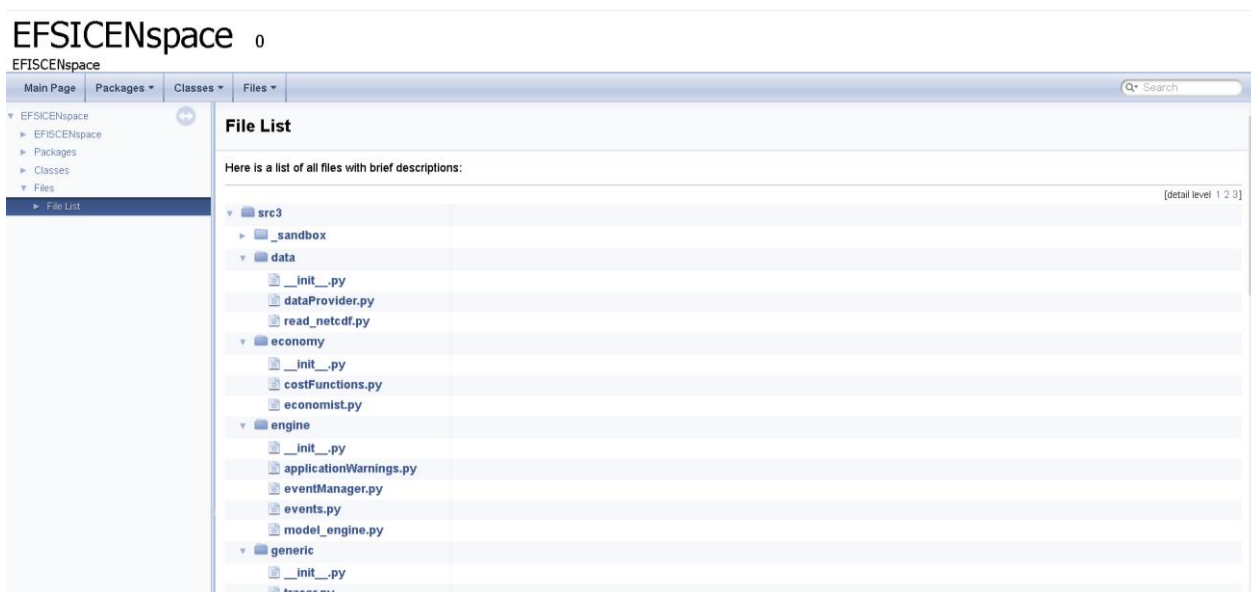 EFSICENspace 0
EFISCENspace
Main Page Packages Classes Files Search
EFSICENspace
EFISCENspace
Packages
Classes
Files
File List
File List
Here is a list of all files with brief descriptions:
[detail level 1 2 3]
src3
_sandbox
data
__init__.py
dataProvider.py
read_netcdf.py
economy
__init__.py
costFunctions.py
economist.py
engine
__init__.py
applicationWarnings.py
eventManager.py
events.py
model_engine.py
generic
__init__.py